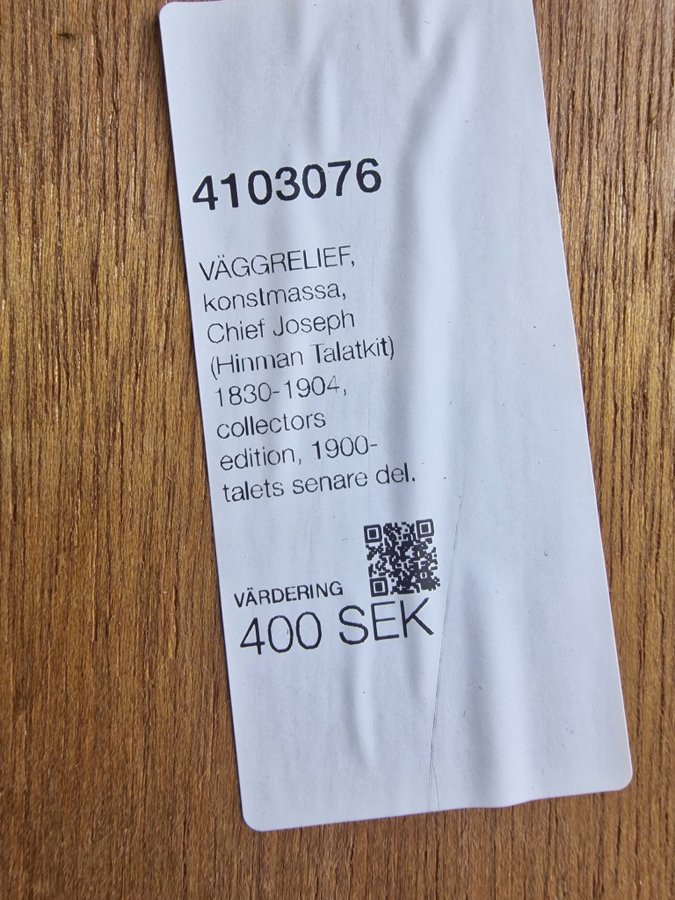 4103076
VÄGGRELIEF,
konstmassa,
Chief Joseph
(Hinman Talatkit)
1830-1904,
collectors
edition, 1900-
talets senare del.
VÄRDERING
400 SEK